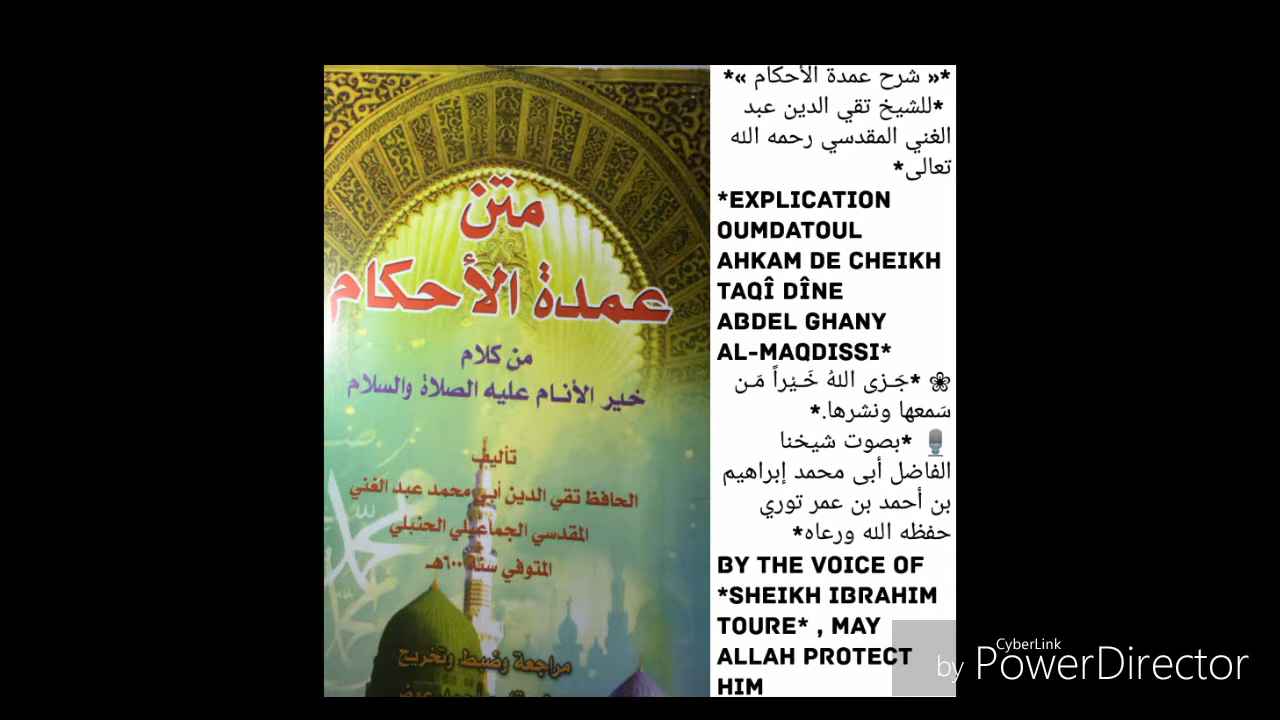 متن
عمدة الأحكام
من كلام
خير الأنام عليه الصلاة والسلام
تأليف
الحافظ تقي الدين أبي محمد عبد الغني
المقدسي الجماعيلي الحنبلي
المتوفي سنة ٦٠٠هـ
مراجعة وضبط وتخريج
*« شرح عمدة الأحكام »*
*للشيخ تقي الدين عبد
الغني المقدسي رحمه الله
تعالى*
*EXPLICATION
OUMDATOUL
AHKAM DE CHEIKH
TAQÎ DÎNE
ABDEL GHANY
AL-MAQDISSI*
❀ *جَـزى اللهُ خَـيْراً مَـن
سَمعها ونشرها.*
🎙 *بصوت شيخنا
الفاضل أبى محمد إبراهيم
بن أحمد بن عمر توري
حفظه الله ورعاه*
BY THE VOICE OF
*SHEIKH IBRAHIM
TOURE* , MAY
ALLAH PROTECT
HIM
CyberLink
by PowerDirector